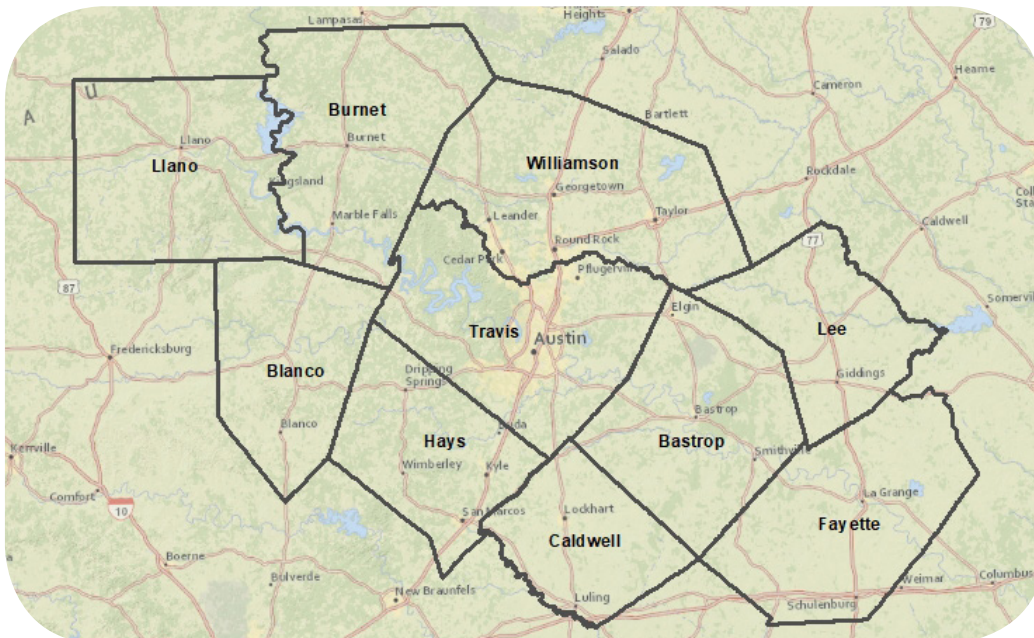 Lampasas
Heights
79
Salado
Hearne
A
u
Cameron
Burnet
Bartlett
Llano
Burnet
Llano
Williamson
Rockdale
Kingsland
Georgetown
Coll
Stat
Marble Falls
Leander
Taylor
Caldwell
Round Rock
77
Cedar Park
Pflugerville
87
Somerville
Elgin
Travis
Austin
Lee
Fredericksburg
Blanco
Dripping
Springs
Giddings
Bastrop
Blanco
Buda
Hays
Bastrop
Kerrville
Wimberley
Kyle
Smithville
Comfort
La Grange
10
San Marcos
Lockhart
Fayette
Caldwell
Boerne
Bulverde
Weimar
Columbus
New Braunfels
Luling
Schulenburg